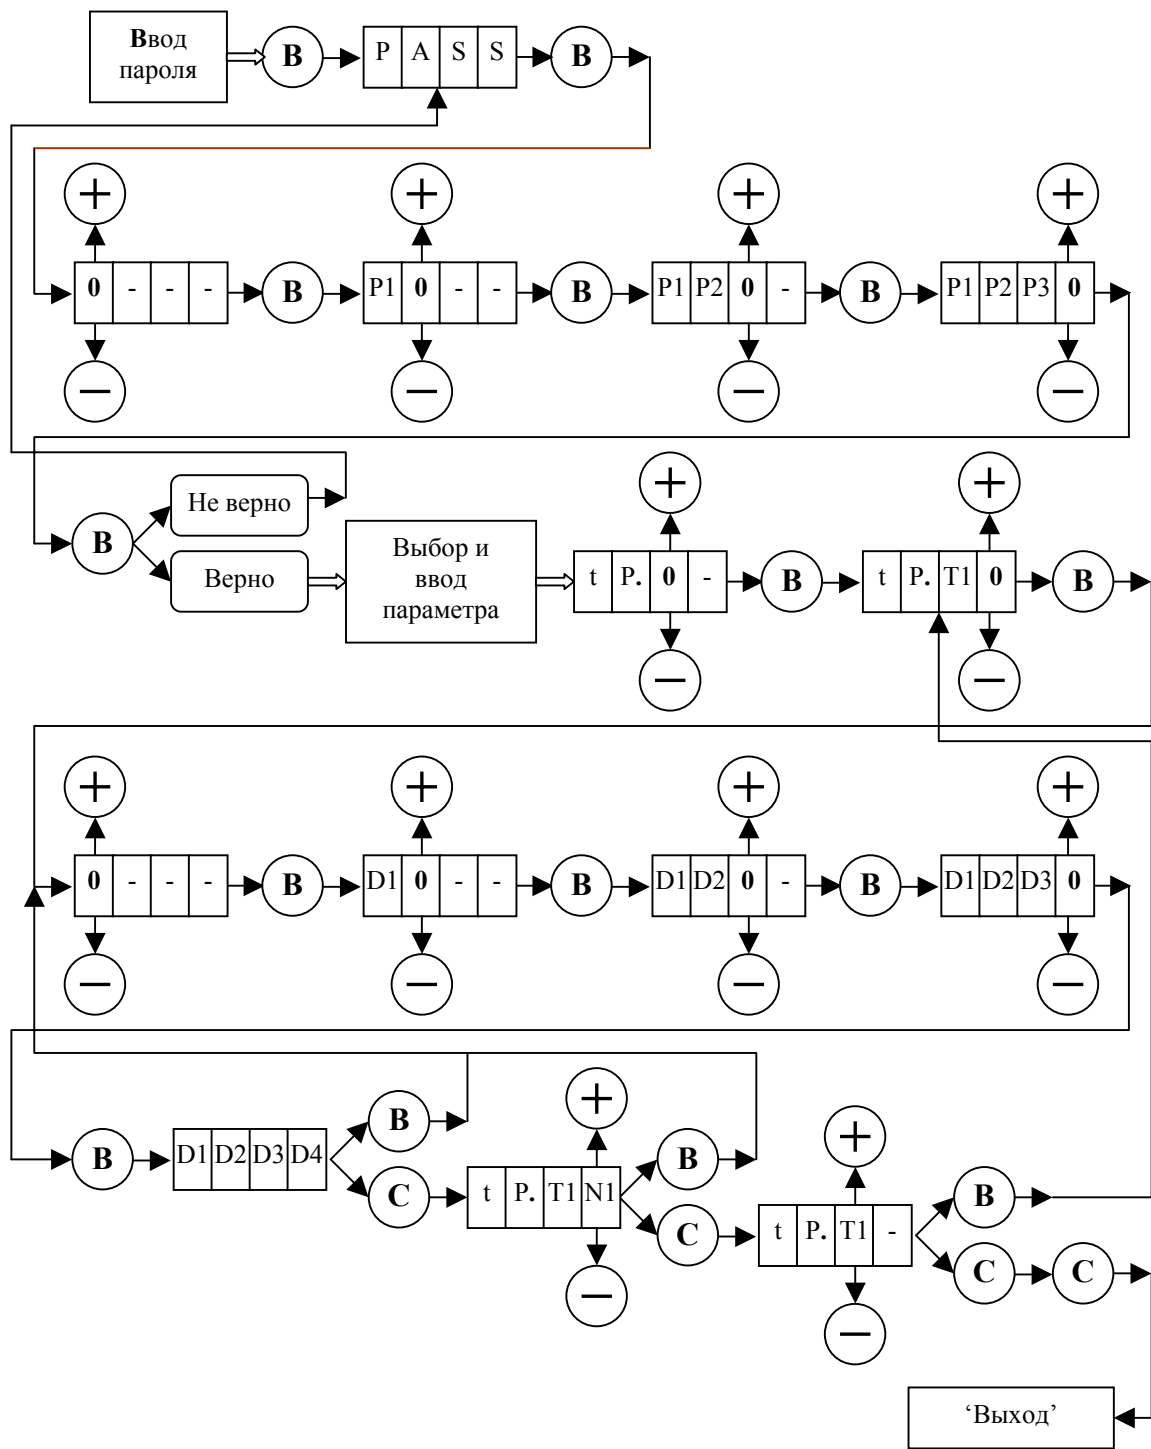 Ввод пароля
В
P A S S
В
+ + + +
0 - - -
В
P1 0 - -
В
P1 P2 0 -
В
P1 P2 P3 0
− − − −
Не верно
В
Верно
Выбор и
ввод
параметра
+ +
t P. 0 -
В
t P. T1 0
В
− −
+ + + +
0 - - -
В
D1 0 - -
В
D1 D2 0 -
В
D1 D2 D3 0
− − − −
В
D1 D2 D3 D4
В
С
+
t P. T1 N1
−
В
С
+
t P. T1 -
−
В
С
С
‘Выход’